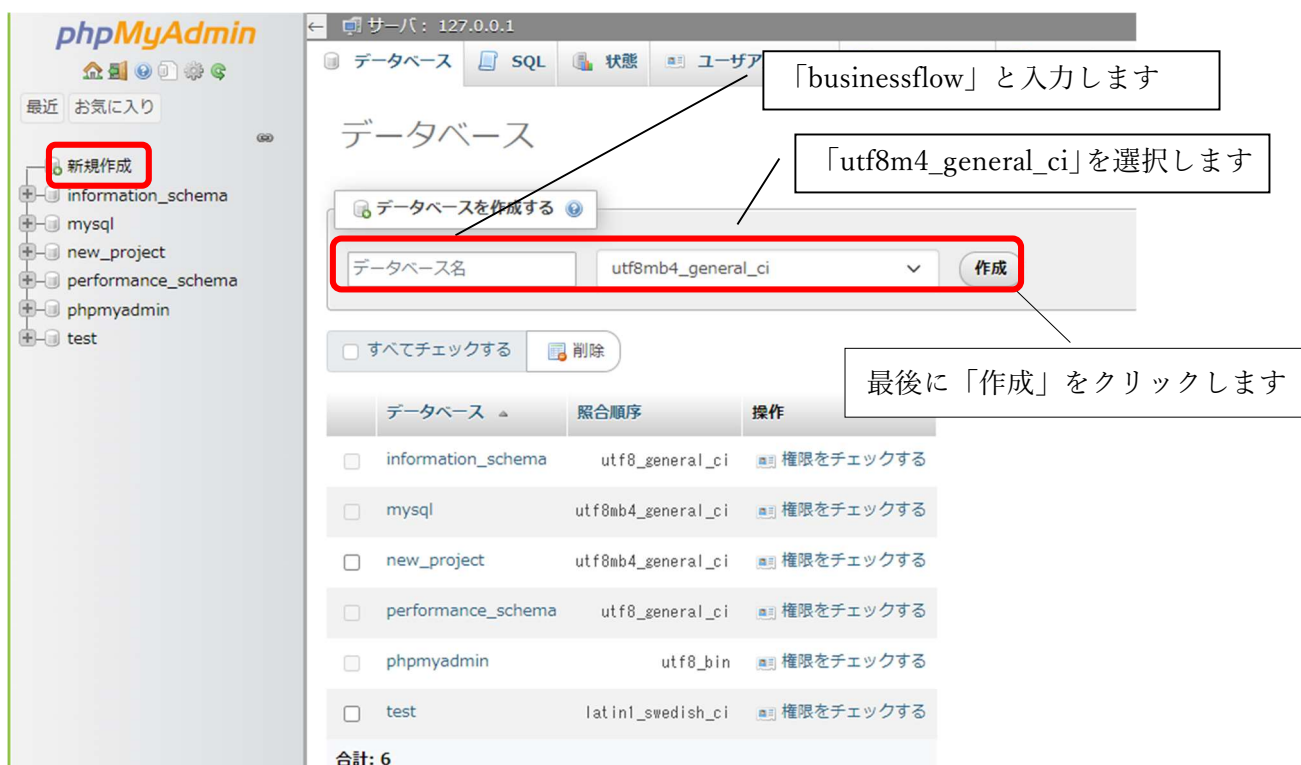 phpMyAdmin
最近 お気に入り
新規作成
information_schema
mysql
new_project
performance_schema
phpmyadmin
test
サーバ: 127.0.0.1
データベース SQL 状態 ユーザア
「businessflow」と入力します
データベース
「utf8m4_general_ci」を選択します
データベースを作成する
データベース名 utf8mb4_general_ci 作成
すべてチェックする 削除
最後に「作成」をクリックします
データベース 照合順序 操作
information_schema utf8_general_ci 権限をチェックする
mysql utf8mb4_general_ci 権限をチェックする
new_project utf8mb4_general_ci 権限をチェックする
performance_schema utf8_general_ci 権限をチェックする
phpmyadmin utf8_bin 権限をチェックする
test latin1_swedish_ci 権限をチェックする
合計: 6